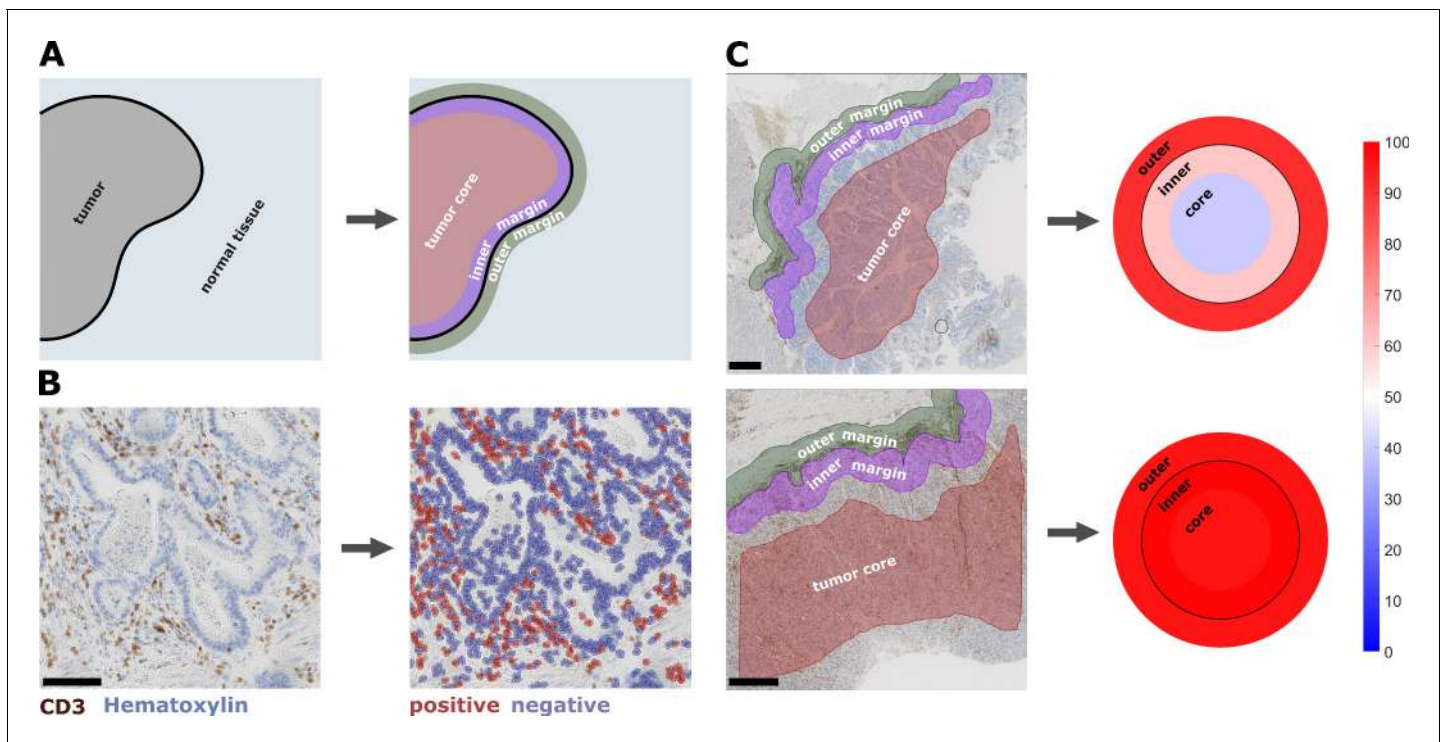 A
tumor
normal tissue
tumor core
inner margin
outer margin
B
CD3 Hematoxylin
positive negative
C
outer margin
inner margin
tumor core
outer
inner
core
outer margin
inner margin
tumor core
outer
inner
core
100
90
80
70
60
50
40
30
20
10
0